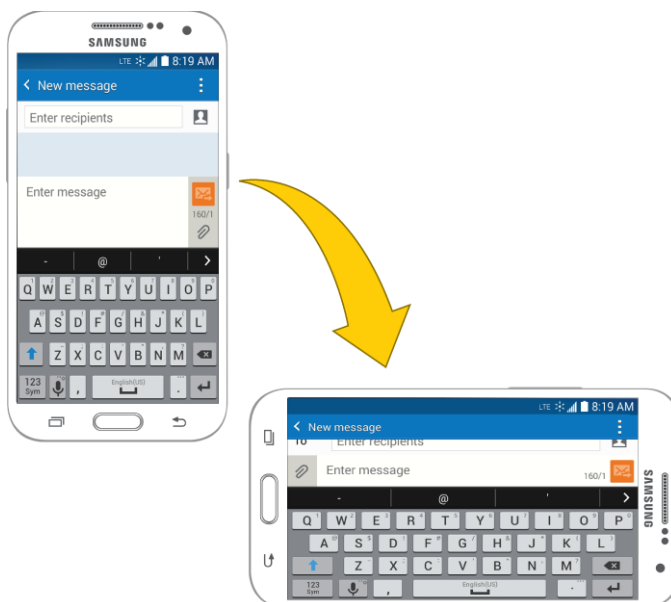 SAMSUNG
LTE 8:19 AM
New message
Enter recipients
Enter message
160/1
- @ '
Q W E R T Y U I O P
A S D F G H J K L
Z X C V B N M
123 Sym , English(US) .
LTE 8:19 AM
New message
To Enter recipients
Enter message
160/1
- @ '
Q W E R T Y U I O P
A S D F G H J K L
Z X C V B N M ?
123 Sym , English(US) .
SAMSUNG